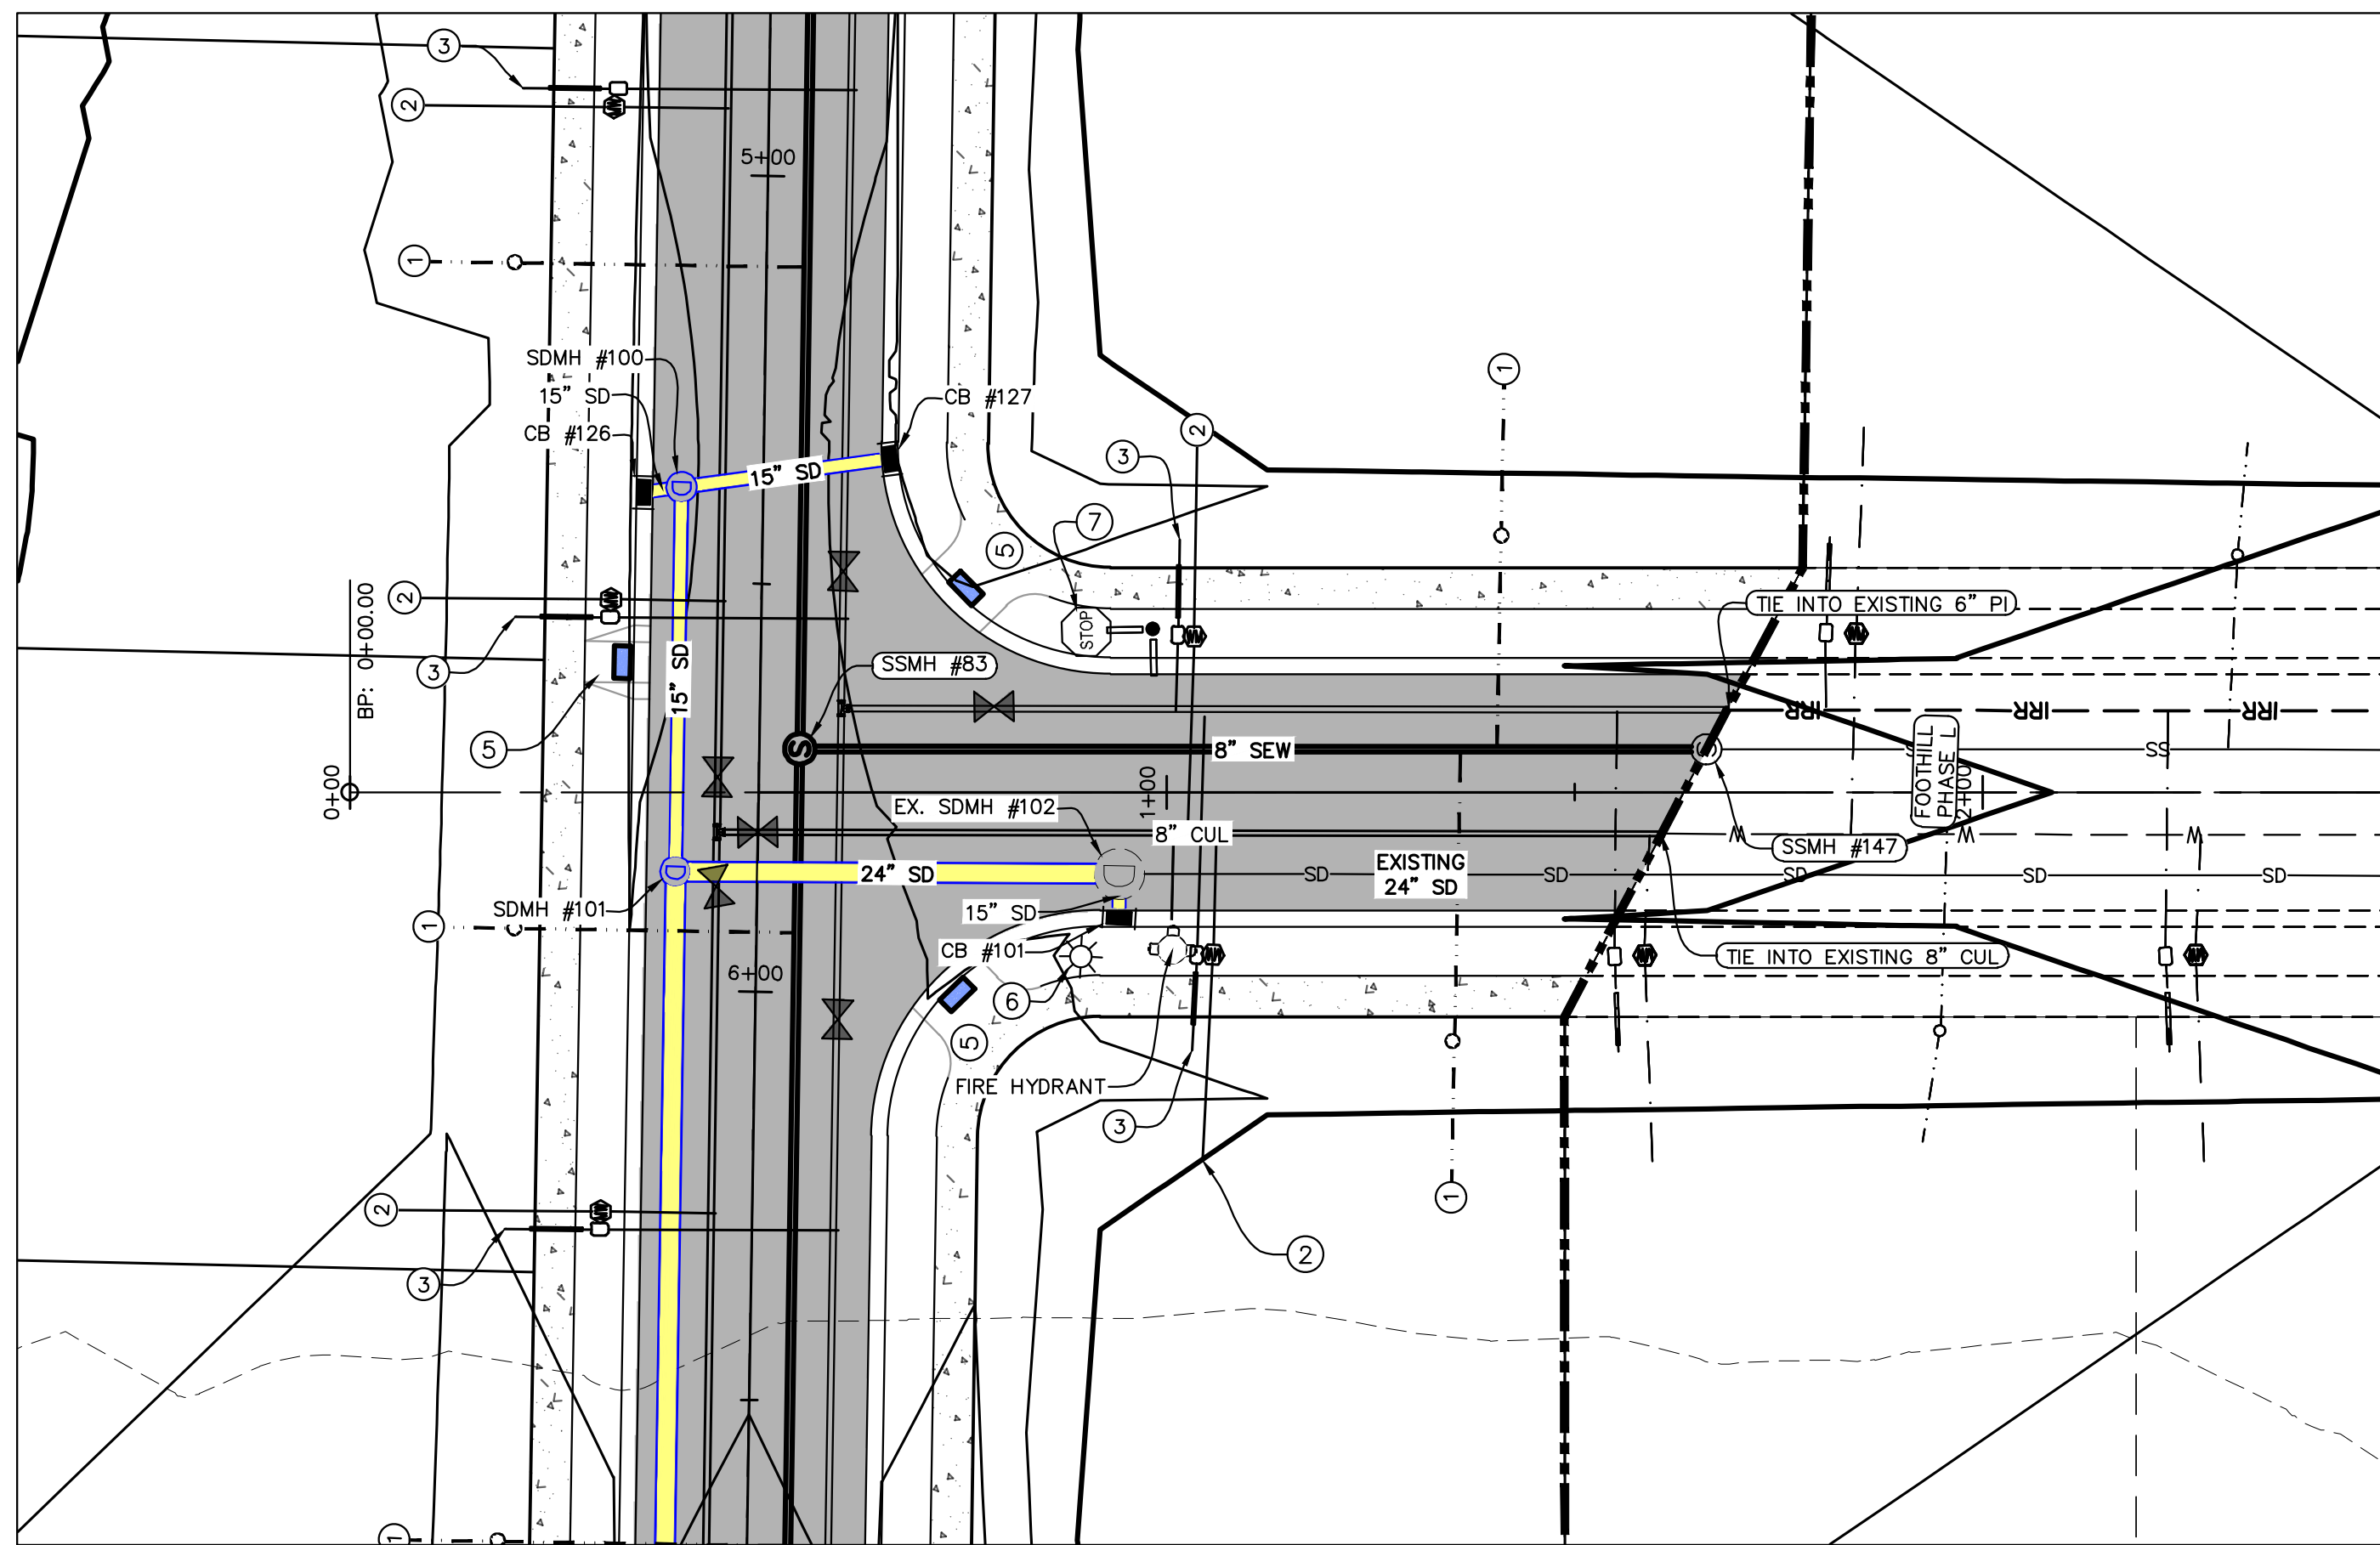 3
2
5+00
1
SDMH #100
15" SD
CB #126
CB #127
15" SD
2
3
1
7
5
STOP
2
BP: 0+00.00
3
15" SD
5
SSMH #83
TIE INTO EXISTING 6" PI
IRR
IRR
IRR
S
8" SEW
S
SS
SS
0+00
1+00
2+00
FOOTHILL
PHASE L
EX. SDMH #102
8" CUL
W
W
W
SSMH #147
D
24" SD
D
SD
EXISTING
24" SD
SD
SD
SD
SD
SDMH #101
15" SD
1
CB #101
TIE INTO EXISTING 8" CUL
6+00
6
5
FIRE HYDRANT
3
1
2
2
3
1